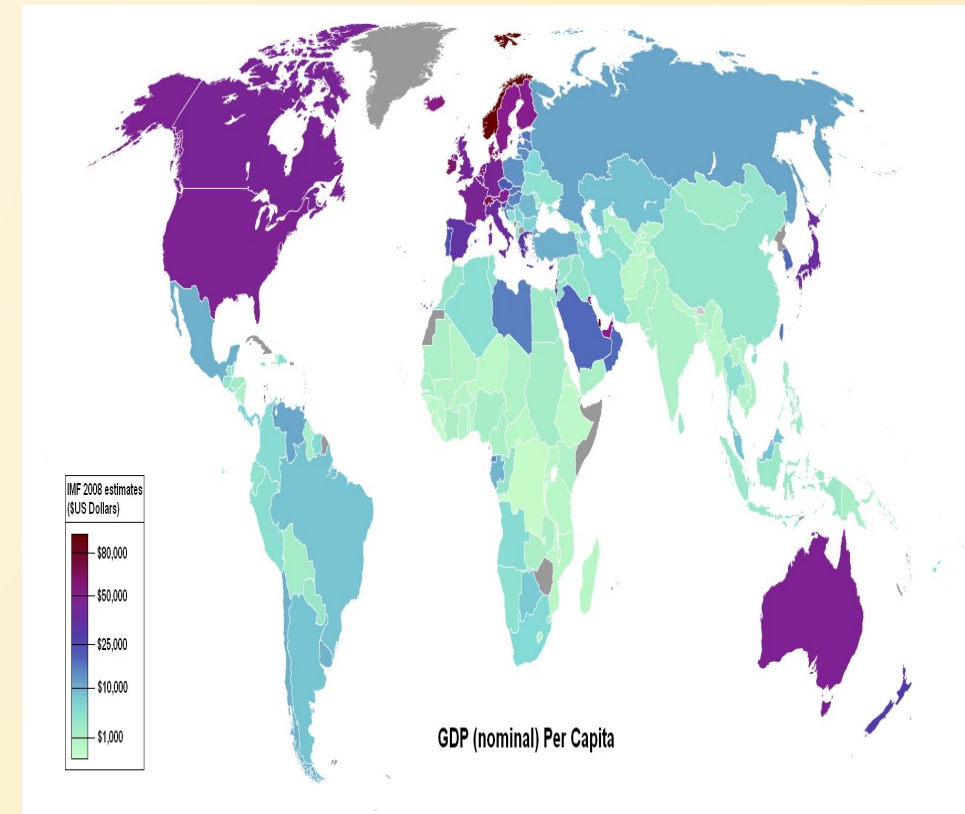 IMF 2008 estimates
($US Dollars)
$80,000
$50,000
$25,000
$10,000
$1,000
GDP (nominal) Per Capita